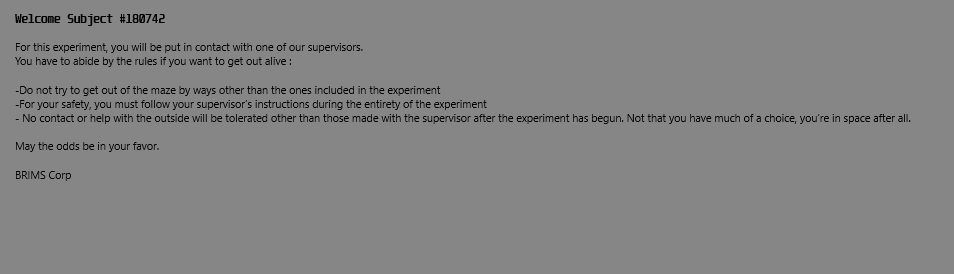 Welcome Subject #180742
For this experiment, you will be put in contact with one of our supervisors.
You have to abide by the rules if you want to get out alive :
-Do not try to get out of the maze by ways other than the ones included in the experiment
-For your safety, you must follow your supervisor's instructions during the entirety of the experiment
- No contact or help with the outside will be tolerated other than those made with the supervisor after the experiment has begun. Not that you have much of a choice, you're in space after all.
May the odds be in your favor.
BRIMS Corp